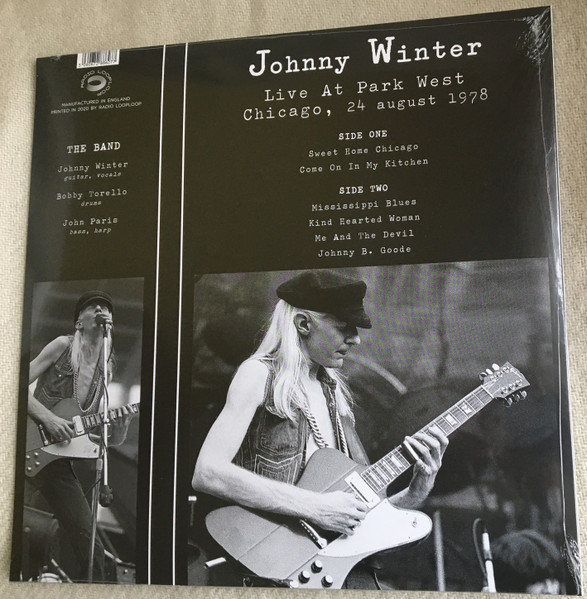 RADIO LOOPLOOP
MANUFACTURED IN ENGLAND
PRINTED IN 2020 BY RADIO LOOPLOOP
THE BAND
Johnny Winter
guitar, vocals
Bobby Torello
drums
John Paris
bass, harp
Johnny Winter
Live At Park West
Chicago, 24 august 1978
SIDE ONE
Sweet Home Chicago
Come On In My Kitchen
SIDE TWO
Mississippi Blues
Kind Hearted Woman
Me And The Devil
Johnny B. Goode